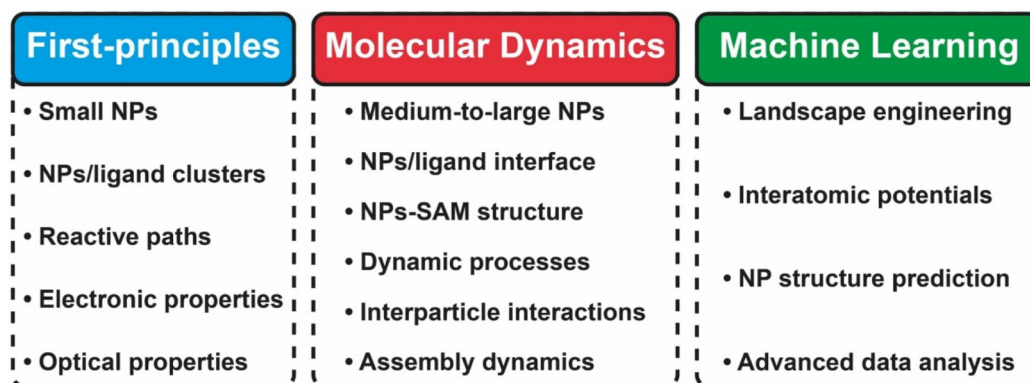 First-principles
• Small NPs
• NPs/ligand clusters
• Reactive paths
• Electronic properties
• Optical properties
Molecular Dynamics
• Medium-to-large NPs
• NPs/ligand interface
• NPs-SAM structure
• Dynamic processes
• Interparticle interactions
• Assembly dynamics
Machine Learning
• Landscape engineering
• Interatomic potentials
• NP structure prediction
• Advanced data analysis